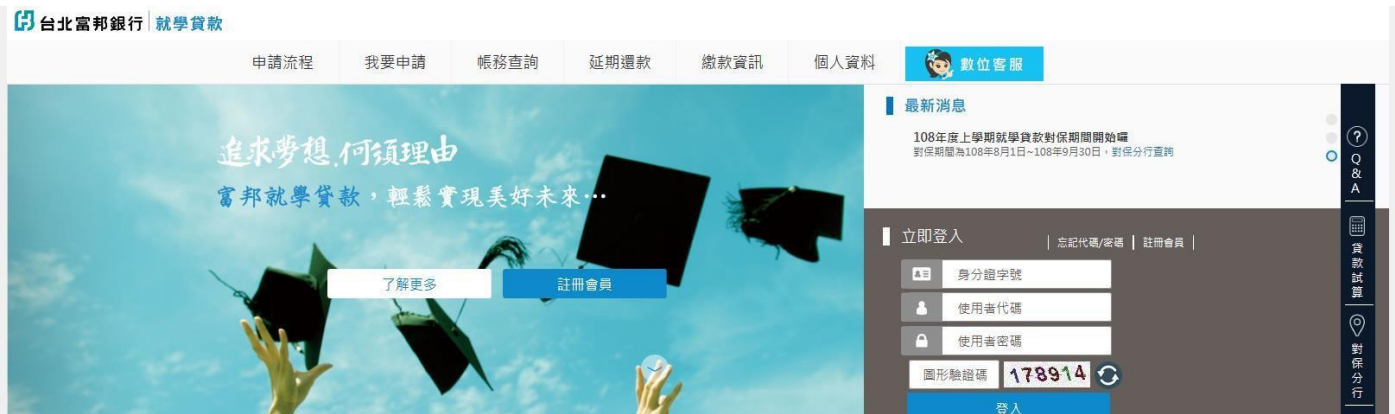 台北富邦銀行 就學貸款
申請流程 我要申請 帳務查詢 延期還款 繳款資訊 個人資料 數位客服
追求夢想,何須理由
富邦就學貸款,輕鬆實現美好未來…
了解更多 註冊會員
最新消息
108年度上學期就學貸款對保期間開始囉
對保期間為108年8月1日~108年9月30日,對保分行查詢
立即登入 忘記代碼/密碼 註冊會員
身分證字號
使用者代碼
使用者密碼
圖形驗證碼 178914
登入
Q&A
貸款試算
對保分行